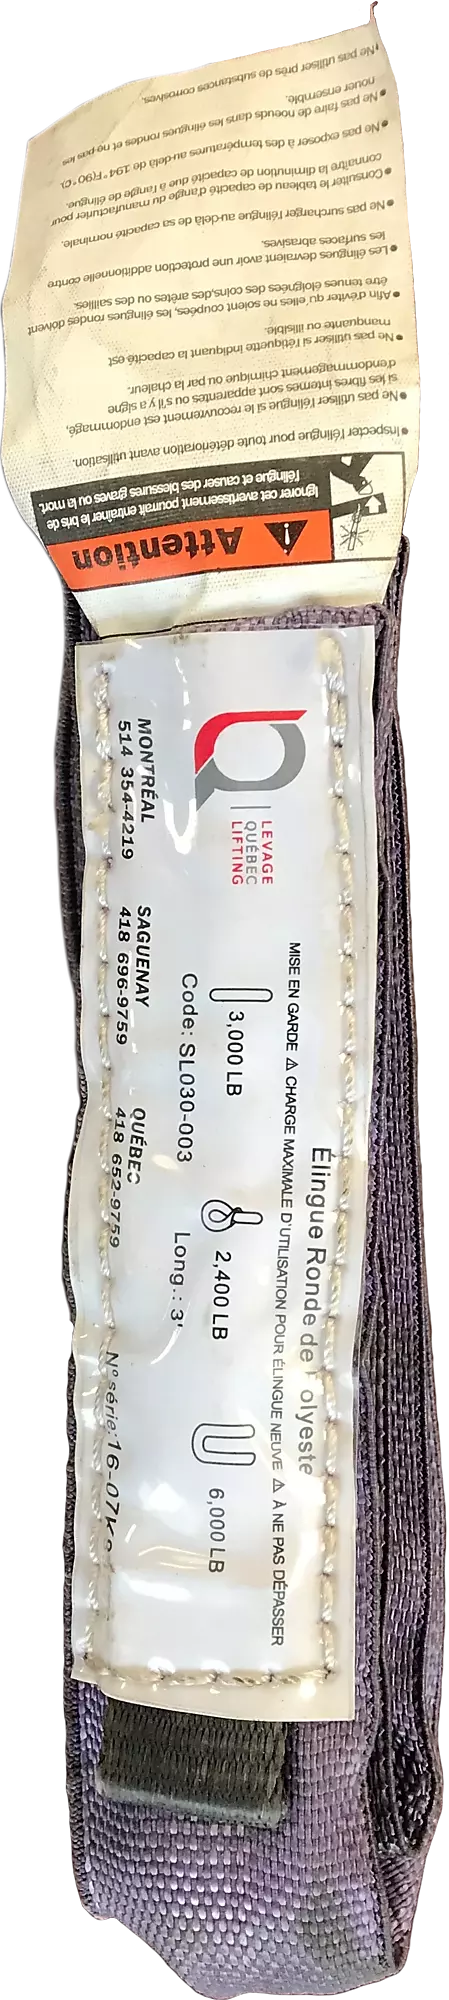 Attention
Ignorer cet avertissement pourrait entraîner le bris de
l'élingue et causer des blessures graves ou la mort.
•Inspecter l'élingue pour toute détérioration avant utilisation.
•Ne pas utiliser l'élingue si le recouvrement est endommagé,
si les fibres internes sont apparentes ou s'il y a signe
d'endommagement chimique ou par la chaleur.
•Ne pas utiliser si l'étiquette indiquant la capacité est
manquante ou illisible.
•Afin d'éviter qu'elles ne soient coupées, les élingues rondes doivent
être tenues éloignées des coins,des arêtes ou des saillies.
•Les élingues devraient avoir une protection additionnelle contre
les surfaces abrasives.
•Ne pas surcharger l'élingue au-delà de sa capacité nominale.
•Consulter le tableau de capacité d'angle du manufacturier pour
connaître la diminution de capacité due à l'angle de élingue.
•Ne pas exposer à des températures au-delà de 194°F(90°C).
•Ne pas faire de noeuds dans les élingues rondes et ne pas les
nouer ensemble.
•Ne pas utiliser près de substances corrosives.
Élingue Ronde de Polyeste
MISE EN GARDE ⚠ CHARGE MAXIMALE D'UTILISATION POUR ÉLINGUE NEUVE ⚠ À NE PAS DÉPASSER
LEVAGE
QUÉBEC
LIFTING
3,000 LB
2,400 LB
6,000 LB
Code: SL030-003
Long.: 3'
MONTRÉAL
514 354-4219
SAGUENAY
418 696-9759
QUÉBEC
418 652-9759
N° série: 16-07K